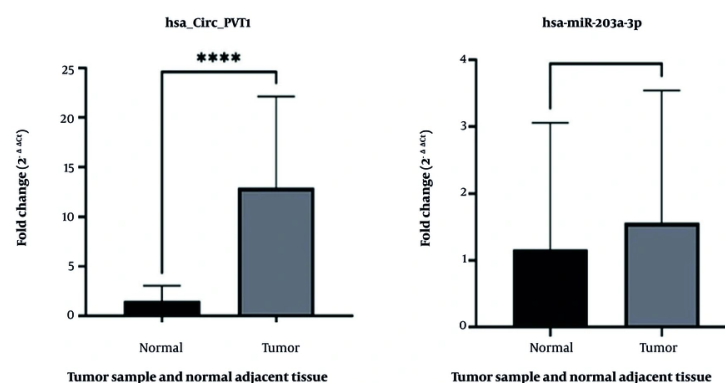 hsa_Circ_PVT1
****
25
20
15
10
5
0
Fold change (2^-Δ ΔCt)
Normal Tumor
Tumor sample and normal adjacent tissue
hsa-miR-203a-3p
4
3
2
1
0
Fold change (2^-Δ ΔCt)
Normal Tumor
Tumor sample and normal adjacent tissue